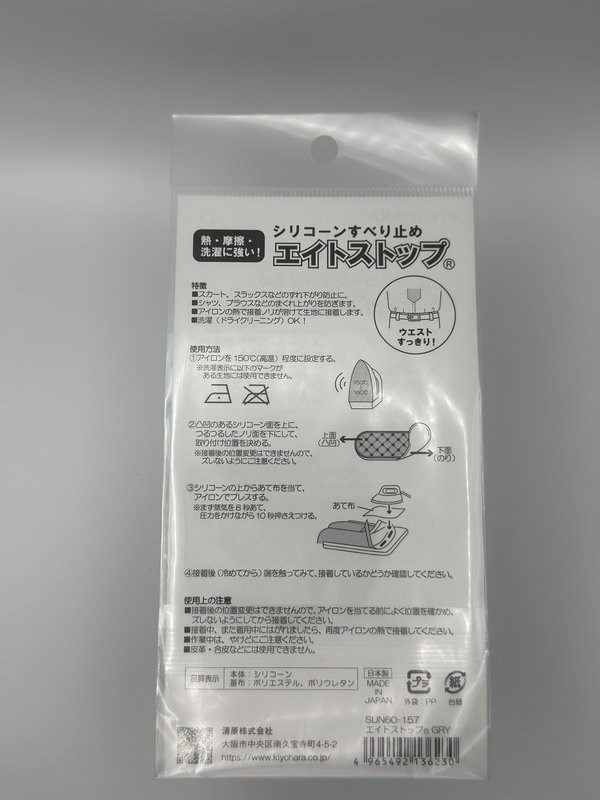 熱・摩擦・
洗濯に強い!
シリコーンすべり止め
エイトストップ®
特徴
■スカート、スラックスなどのずれ下がり防止に。
■シャツ、ブラウスなどのまくれ上がりを防ぎます。
■アイロンの熱で接着ノリが溶けて生地に接着します。
■洗濯(ドライクリーニング)OK!
ウエスト
すっきり!
使用方法
①アイロンを150℃(高温)程度に設定する。
※洗濯表示に以下のマークが
ある生地には使用できません。
150℃
160℃
②凸凹のあるシリコーン面を上に、
つるつるしたノリ面を下にして、
取り付け位置を決める。
※接着後の位置変更はできませんので、
ズレないようにご注意ください。
上面
(凸凹)
下面
(のり)
③シリコーンの上からあて布を当て、
アイロンでプレスする。
※まず蒸気を8秒あて、
圧力をかけながら10秒押さえつける。
あて布
④接着後(冷めてから)端を触ってみて、接着しているかどうか確認してください。
使用上の注意
■接着後の位置変更はできませんので、アイロンを当てる前によく位置を確かめ、
ズレないようにしてから接着してください。
■接着中、また着用中にはがれましたら、再度アイロンの熱で接着してください。
■作業中は、やけどにご注意ください。
■皮革・合皮などには使用できません。
品質表示
本体:シリコーン
基布:ポリエステル、ポリウレタン
日本製
MADE
IN
JAPAN
プラ
外袋:PP
紙
台紙
SUN60-157
エイトストップ® GRY
清原株式会社
大阪市中央区南久宝寺町4-5-2
https://www.kiyohara.co.jp/
4 965492 136230